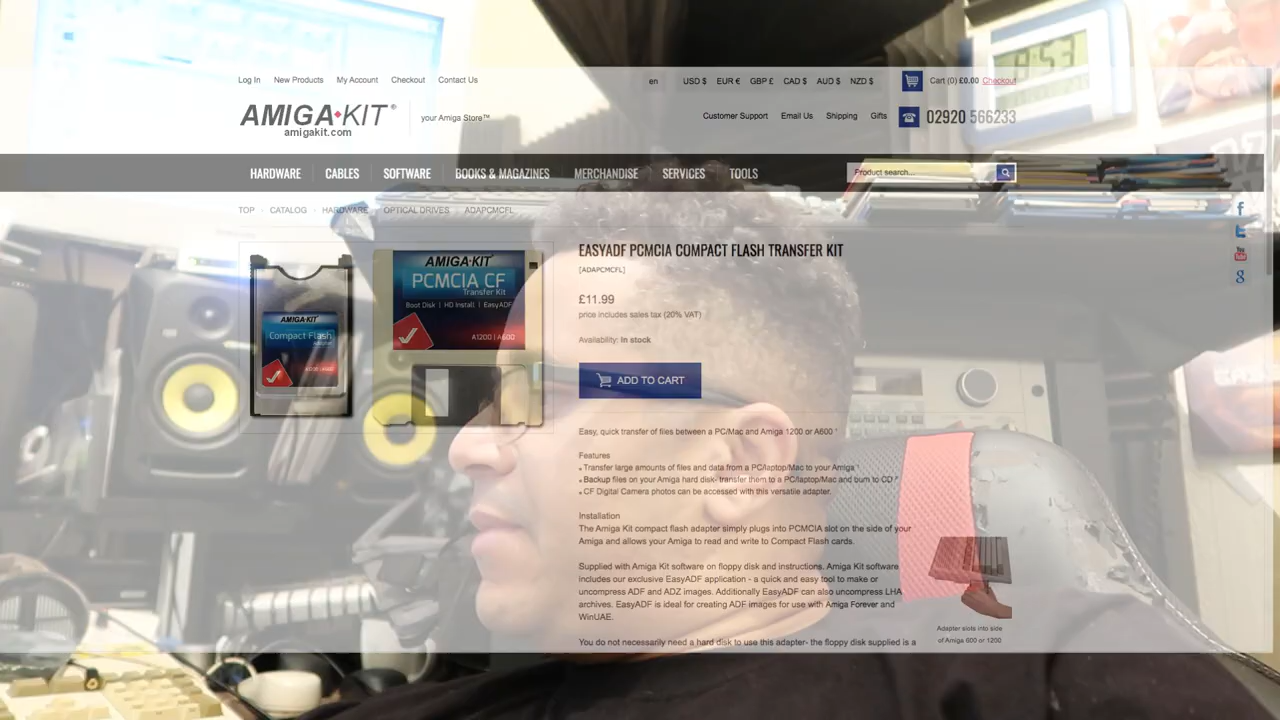 Log In New Products My Account Checkout Contact Us
en USD $ EUR € GBP £ CAD $ AUD $ NZD $ Cart (0) £0.00 Checkout
8:53
AMIGA KIT ®
amigakit.com
your Amiga Store™
Customer Support Email Us Shipping Gifts 02920 566233
HARDWARE CABLES SOFTWARE BOOKS & MAGAZINES MERCHANDISE SERVICES TOOLS Product search...
TOP CATALOG HARDWARE OPTICAL DRIVES ADAPCMCFL
AMIGA KIT
Compact Flash
AMIGA KIT
PCMCIA CF
Transfer Kit
Boot Disk | HD Install | EasyADF
A1200 | A600
EASYADF PCMCIA COMPACT FLASH TRANSFER KIT
[ADAPCMCFL]
£11.99
price includes sales tax (20% VAT)
Availability: In stock
ADD TO CART
Easy, quick transfer of files between a PC/Mac and Amiga 1200 or A600
Features
• Transfer large amounts of files and data from a PC/laptop/Mac to your Amiga
• Backup files on your Amiga hard disk- transfer them to a PC/laptop/Mac and burn to CD
• CF Digital Camera photos can be accessed with this versatile adapter.
Installation
The Amiga Kit compact flash adapter simply plugs into PCMCIA slot on the side of your
Amiga and allows your Amiga to read and write to Compact Flash cards.
Supplied with Amiga Kit software on floppy disk and instructions. Amiga Kit software
includes our exclusive EasyADF application - a quick and easy tool to make or
uncompress ADF and ADZ images. Additionally EasyADF can also uncompress LHA
archives. EasyADF is ideal for creating ADF images for use with Amiga Forever and
WinUAE.
You do not necessarily need a hard disk to use this adapter- the floppy disk supplied is a
Adapter slots into side
of Amiga 600 or 1200
You
Tube